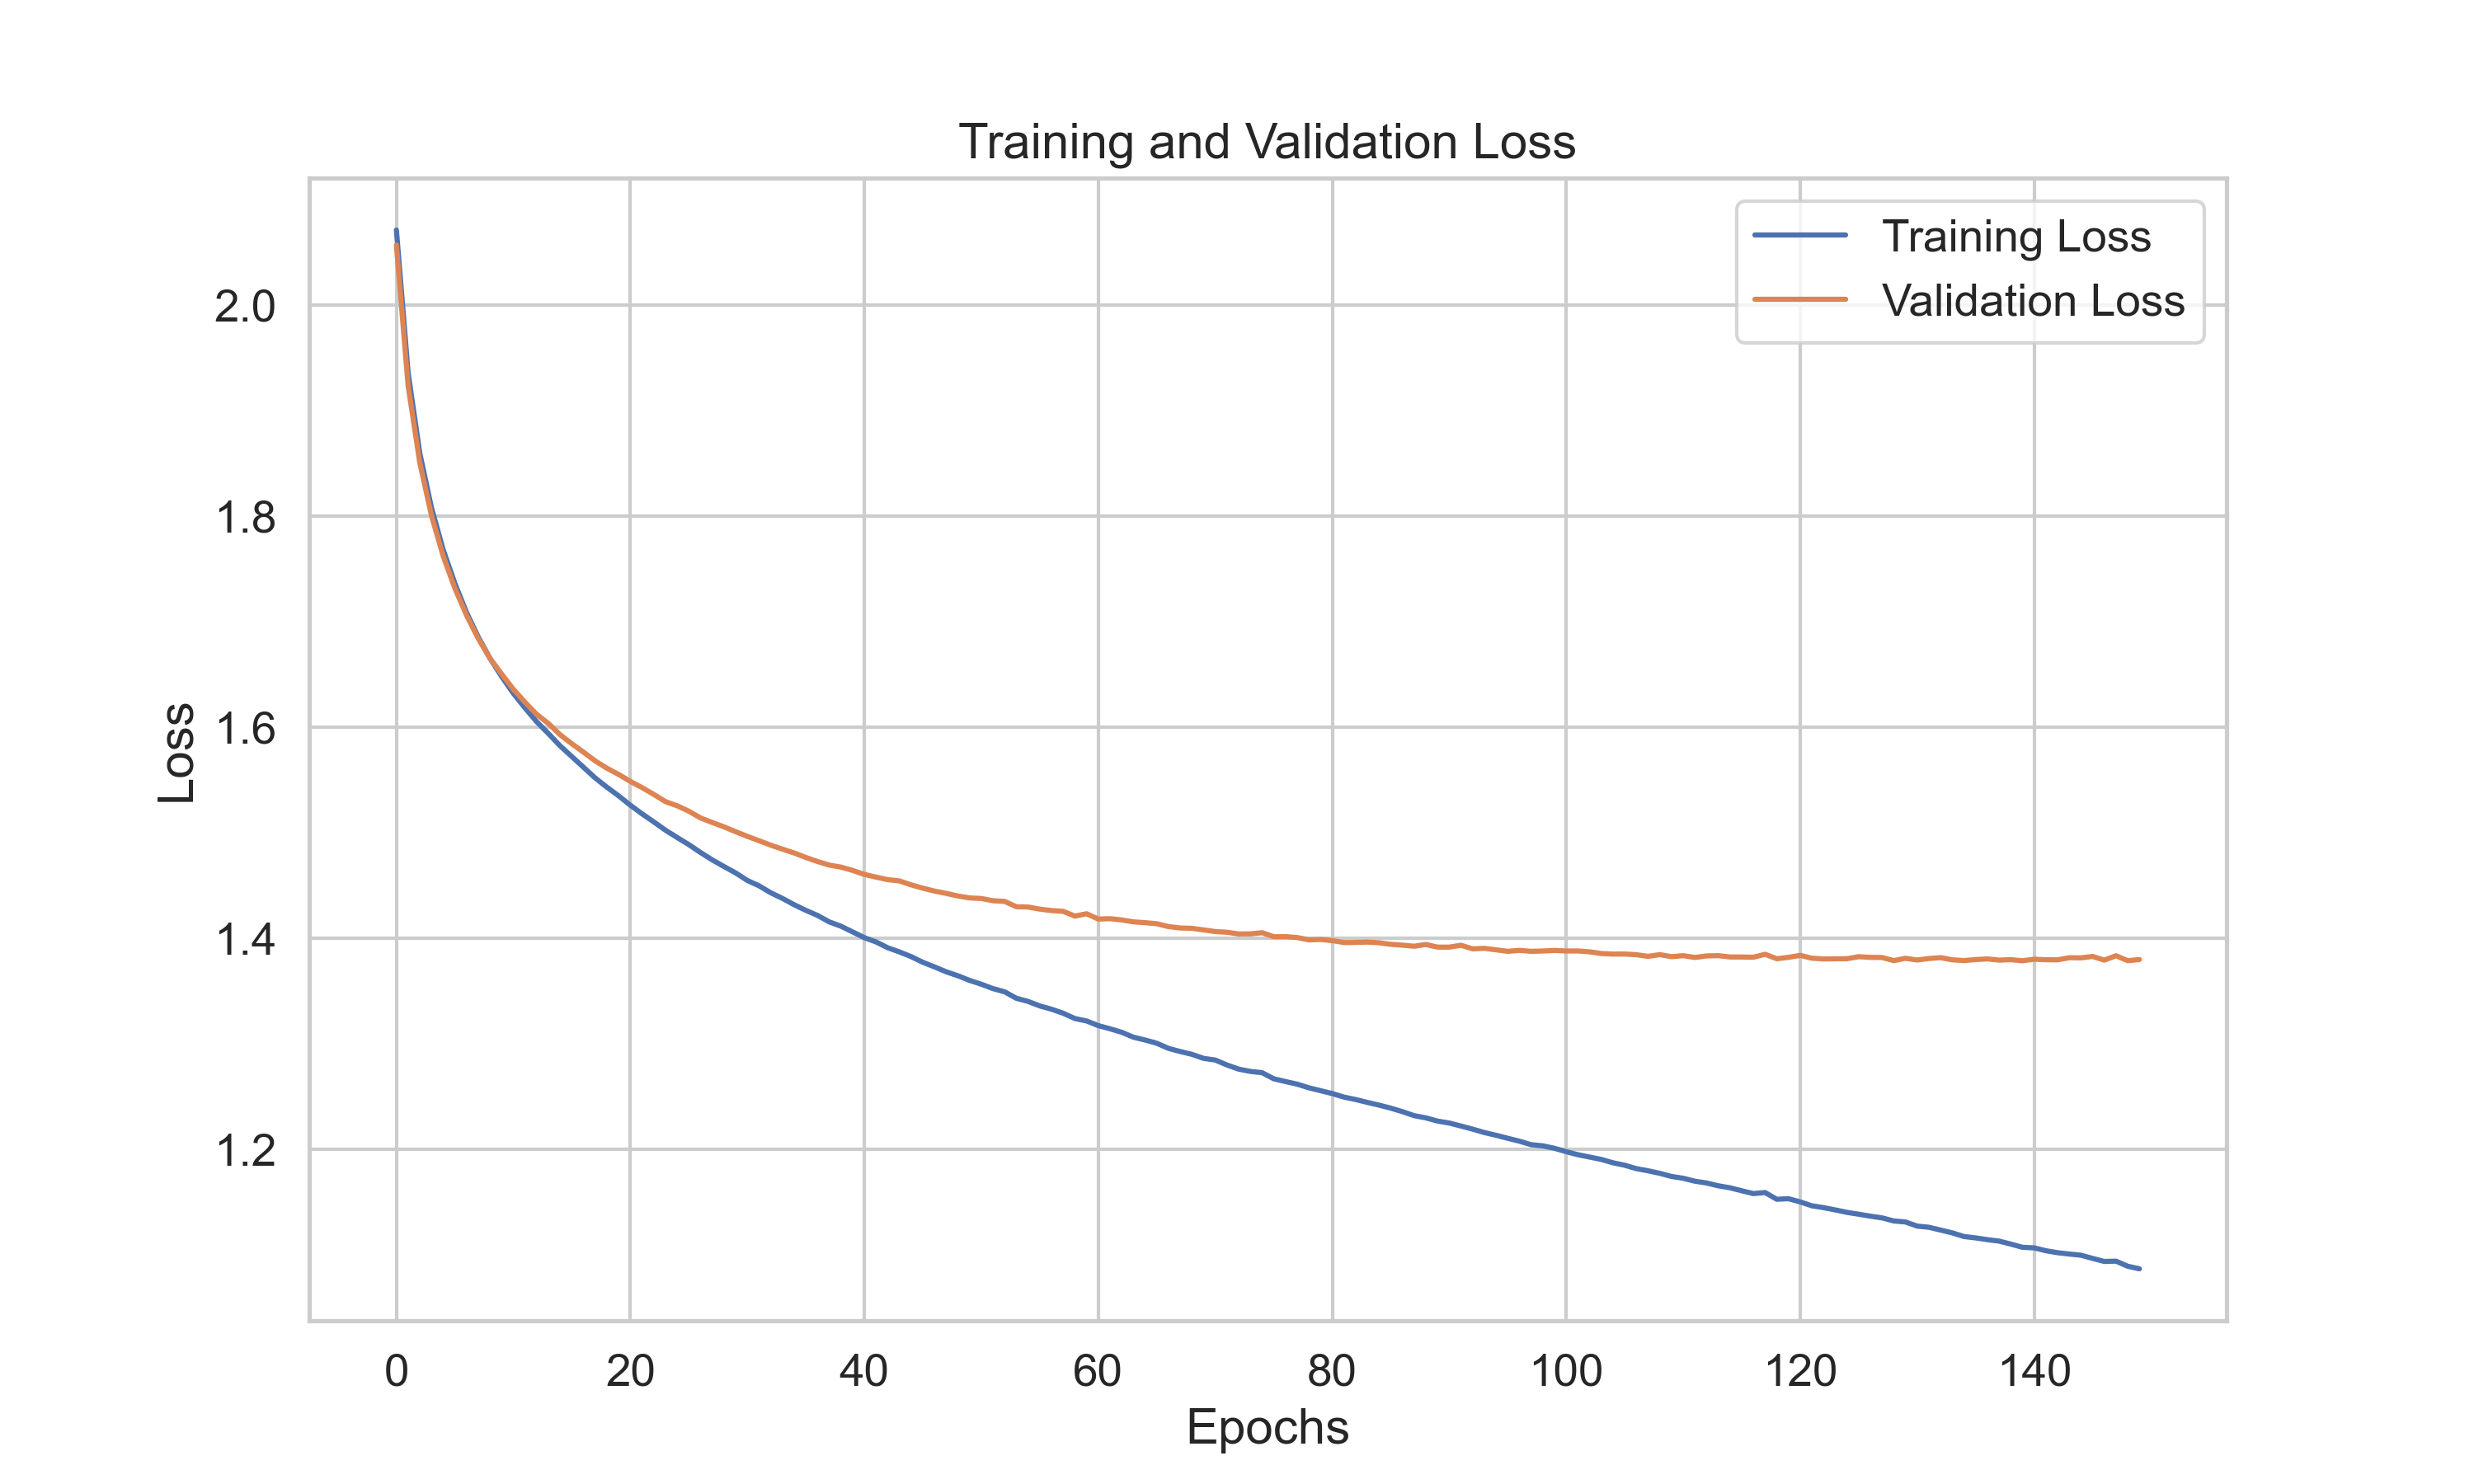 Training and Validation Loss
Training Loss
Validation Loss
2.0
1.8
1.6
1.4
1.2
Loss
0 20 40 60 80 100 120 140
Epochs